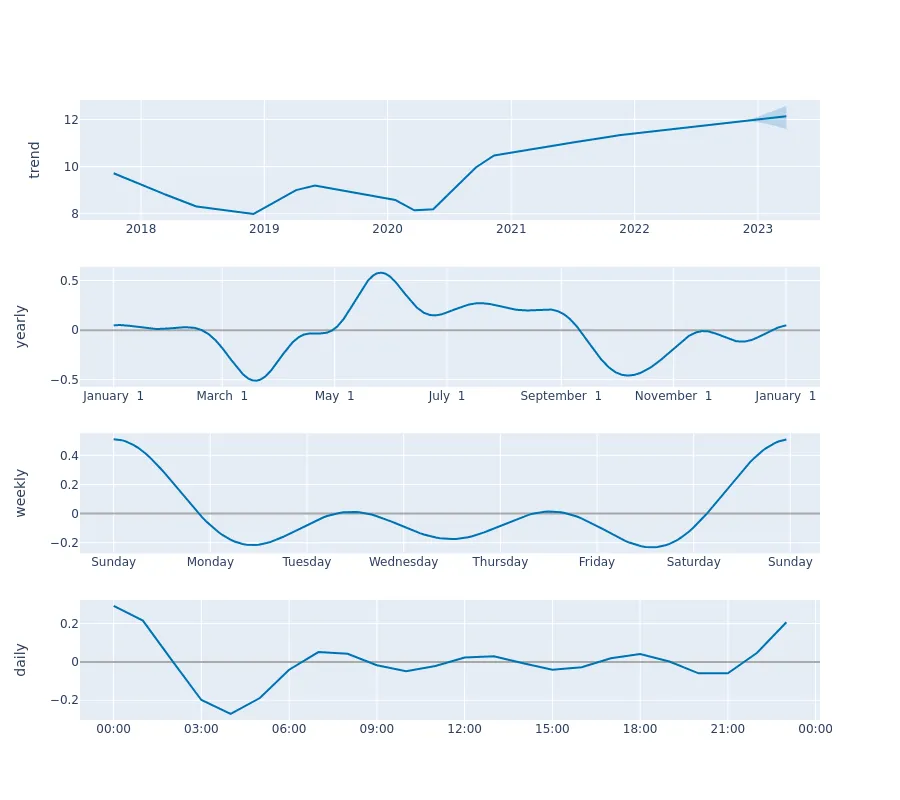 trend
12
10
8
2018 2019 2020 2021 2022 2023
yearly
0.5
0
−0.5
January 1 March 1 May 1 July 1 September 1 November 1 January 1
weekly
0.4
0.2
0
−0.2
Sunday Monday Tuesday Wednesday Thursday Friday Saturday Sunday
daily
0.2
0
−0.2
00:00 03:00 06:00 09:00 12:00 15:00 18:00 21:00 00:00